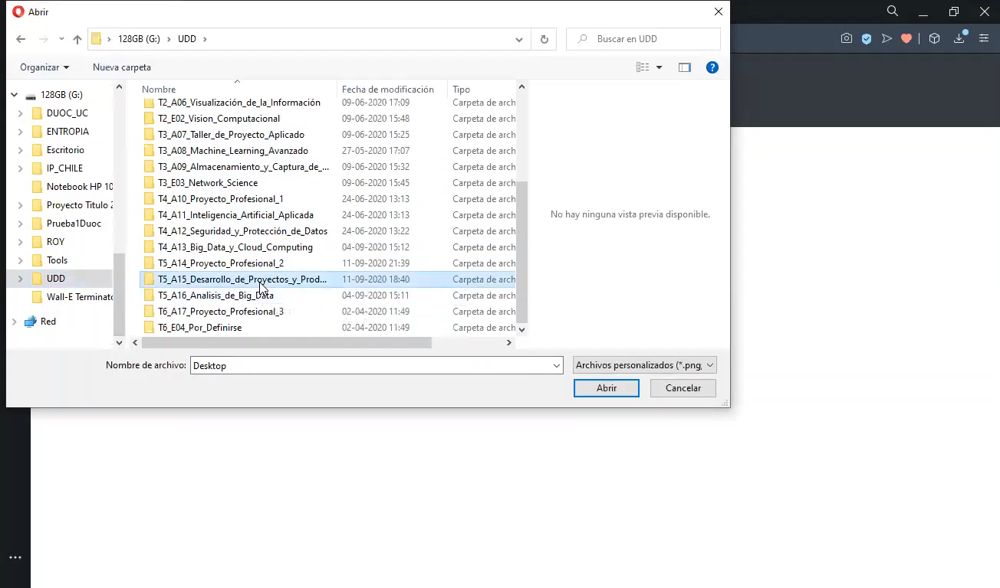 Abrir
128GB (G:) UDD
Buscar en UDD
Organizar
Nueva carpeta
128GB (G:)
DUOC_UC
ENTROPIA
Escritorio
IP_CHILE
Notebook HP 10
Proyecto Titulo 2
Prueba1Duoc
ROY
Tools
UDD
Wall-E Terminato
Red
Nombre Fecha de modificación Tipo
T2_A06_Visualización_de_la_Información 09-06-2020 17:09 Carpeta de arch
T2_E02_Vision_Computacional 09-06-2020 15:48 Carpeta de arch
T3_A07_Taller_de_Proyecto_Aplicado 09-06-2020 15:25 Carpeta de arch
T3_A08_Machine_Learning_Avanzado 27-05-2020 17:07 Carpeta de arch
T3_A09_Almacenamiento_y_Captura_de_... 09-06-2020 15:32 Carpeta de arch
T3_E03_Network_Science 09-06-2020 15:45 Carpeta de arch
T4_A10_Proyecto_Profesional_1 24-06-2020 13:13 Carpeta de arch
T4_A11_Inteligencia_Artificial_Aplicada 24-06-2020 13:13 Carpeta de arch
T4_A12_Seguridad_y_Protección_de_Datos 24-06-2020 13:22 Carpeta de arch
T4_A13_Big_Data_y_Cloud_Computing 04-09-2020 15:12 Carpeta de arch
T5_A14_Proyecto_Profesional_2 11-09-2020 21:39 Carpeta de arch
T5_A15_Desarrollo_de_Proyectos_y_Prod... 11-09-2020 18:40 Carpeta de arch
T5_A16_Analisis_de_Big_Data 04-09-2020 15:11 Carpeta de arch
T6_A17_Proyecto_Profesional_3 02-04-2020 11:49 Carpeta de arch
T6_E04_Por_Definirse 02-04-2020 11:49 Carpeta de arch
No hay ninguna vista previa disponible.
Nombre de archivo: Desktop
Archivos personalizados (*.png,
Abrir
Cancelar